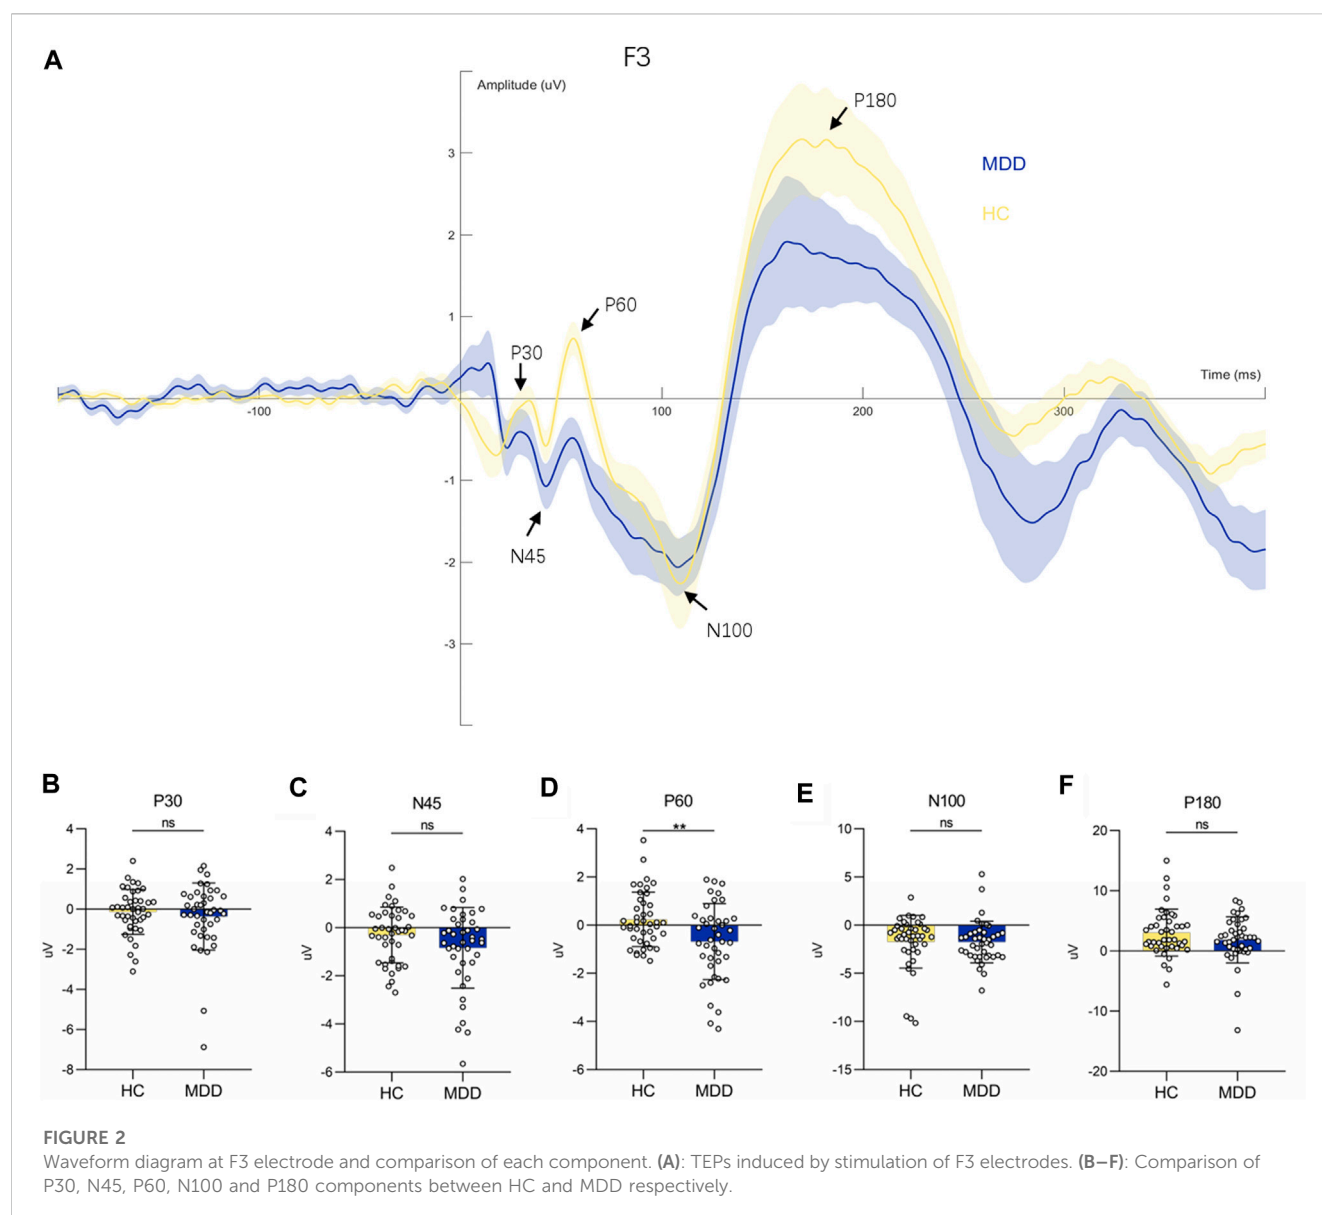 A
F3
Amplitude (uV)
P180
3
MDD
HC
2
P60
1
P30
Time (ms)
-100
100
200
300
-1
N45
-2
N100
-3
B
P30
ns
4
2
0
-2
-4
-6
-8
uV
HC
MDD
C
N45
ns
4
2
0
-2
-4
-6
uV
HC
MDD
D
P60
**
4
2
0
-2
-4
-6
uV
HC
MDD
E
N100
ns
10
5
0
-5
-10
-15
uV
HC
MDD
F
P180
ns
20
10
0
-10
-20
uV
HC
MDD
FIGURE 2
Waveform diagram at F3 electrode and comparison of each component. (A): TEPs induced by stimulation of F3 electrodes. (B–F): Comparison of
P30, N45, P60, N100 and P180 components between HC and MDD respectively.